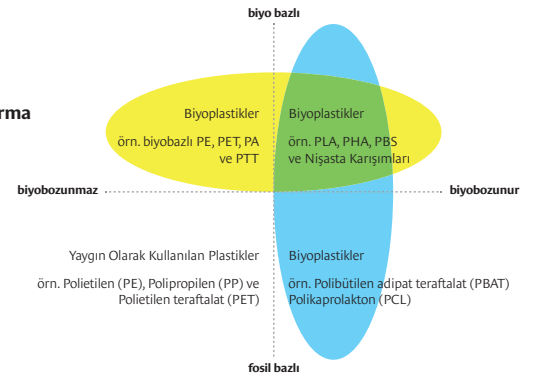 biyo bazlı
rma
Biyoplastikler
örn. biyobazlı PE, PET, PA
ve PTT
Biyoplastikler
örn. PLA, PHA, PBS
ve Nişasta Karışımları
biyobozunmaz
biyobozunur
Yaygın Olarak Kullanılan Plastikler
örn. Polietilen (PE), Polipropilen (PP) ve
Polietilen teraftalat (PET)
Biyoplastikler
örn. Polibütilen adipat teraftalat (PBAT)
Polikaprolakton (PCL)
fosil bazlı